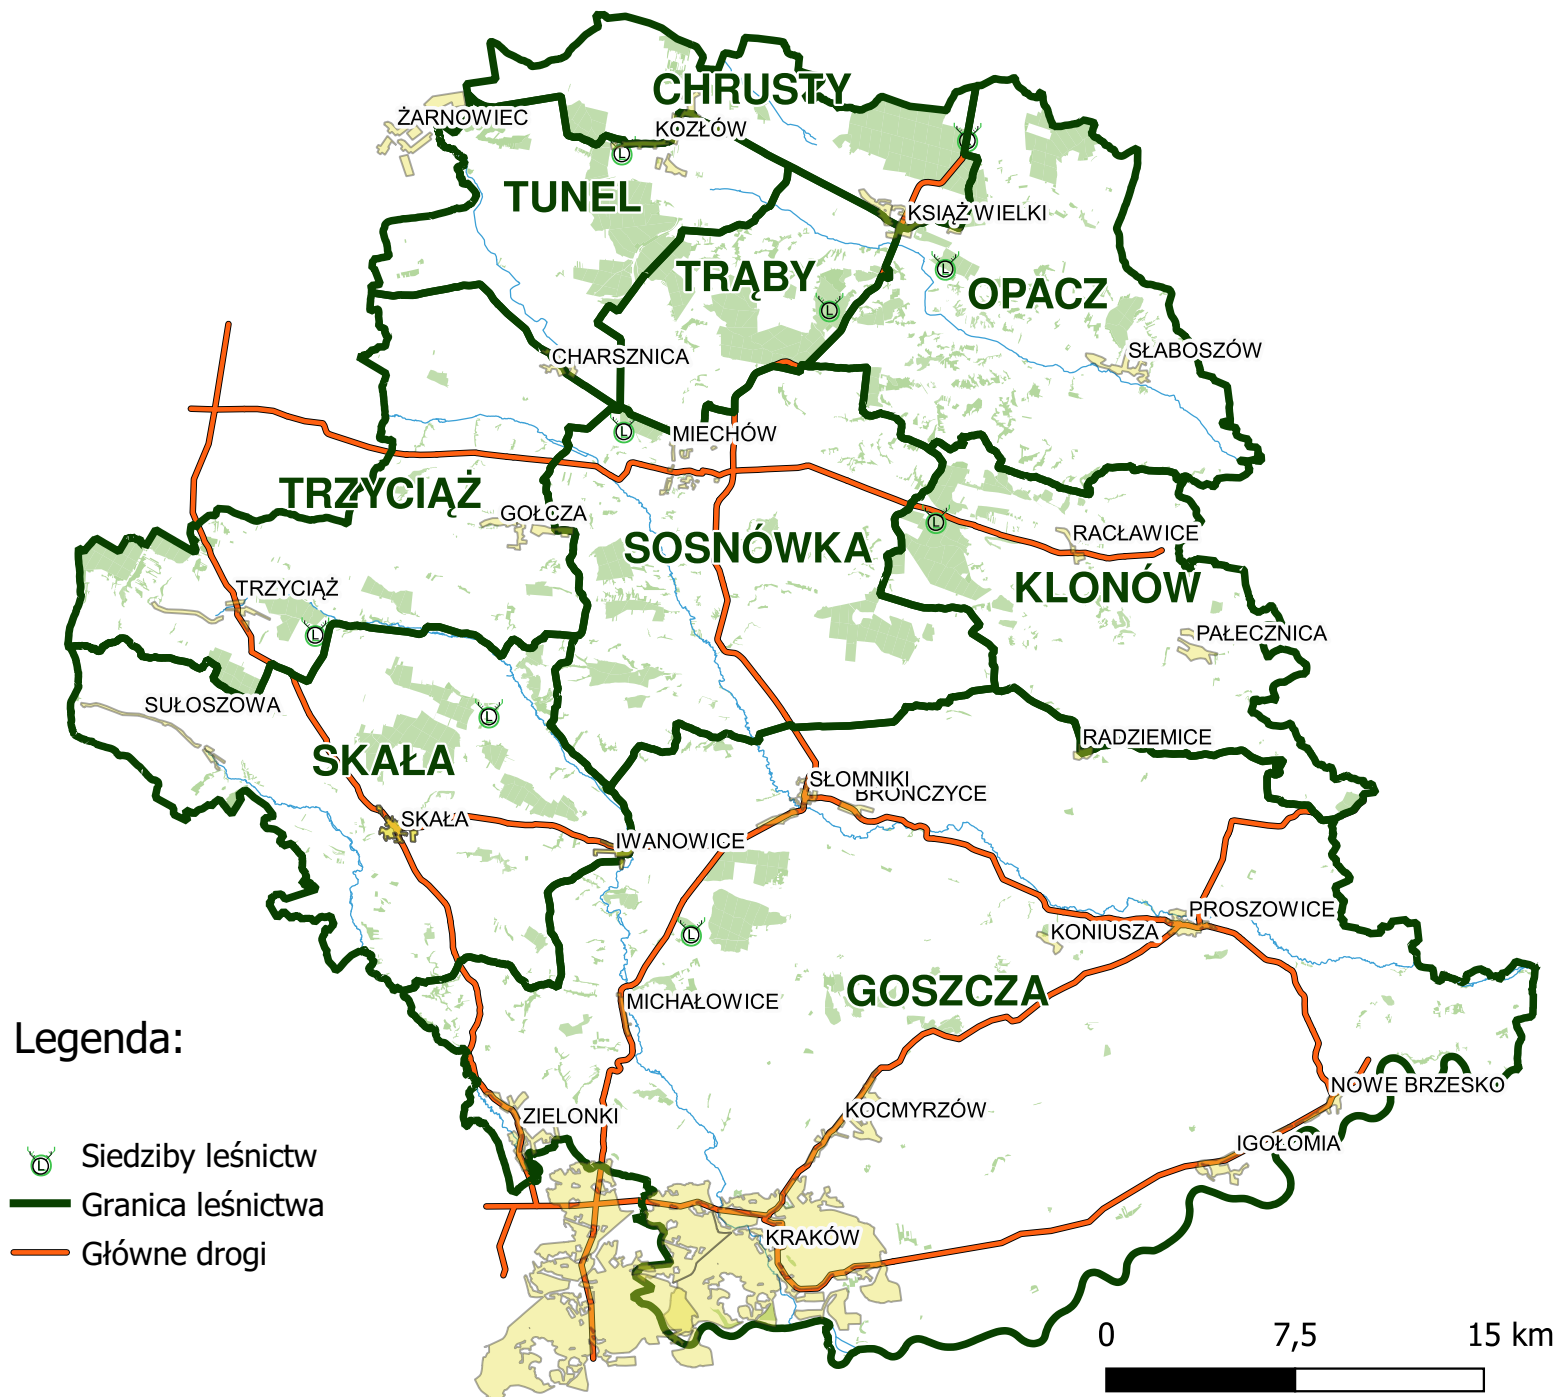 CHRUSTY
ŻARNOWIEC
KOZŁÓW
TUNEL
KSIĄŻ WIELKI
TRĄBY
OPACZ
CHARSZNICA
SŁABOSZÓW
MIECHÓW
TRZYCIĄŻ
GOŁCZA
SOSNÓWKA
RACŁAWICE
KLONÓW
TRZYCIĄŻ
PAŁECZNICA
SUŁOSZOWA
RADZIEMICE
SKAŁA
SŁOMNIKI
BRONCZYCE
SKAŁA
IWANOWICE
PROSZOWICE
KONIUSZA
GOSZCZA
MICHAŁOWICE
Legenda:
NOWE BRZESKO
KOCMYRZÓW
ZIELONKI
IGOŁOMIA
L Siedziby leśnictw
Granica leśnictwa
KRAKÓW
Główne drogi
0 7,5 15 km